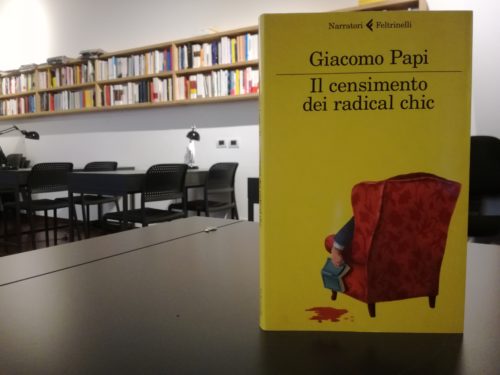 Narratori Feltrinelli
Giacomo Papi
Il censimento
dei radical chic